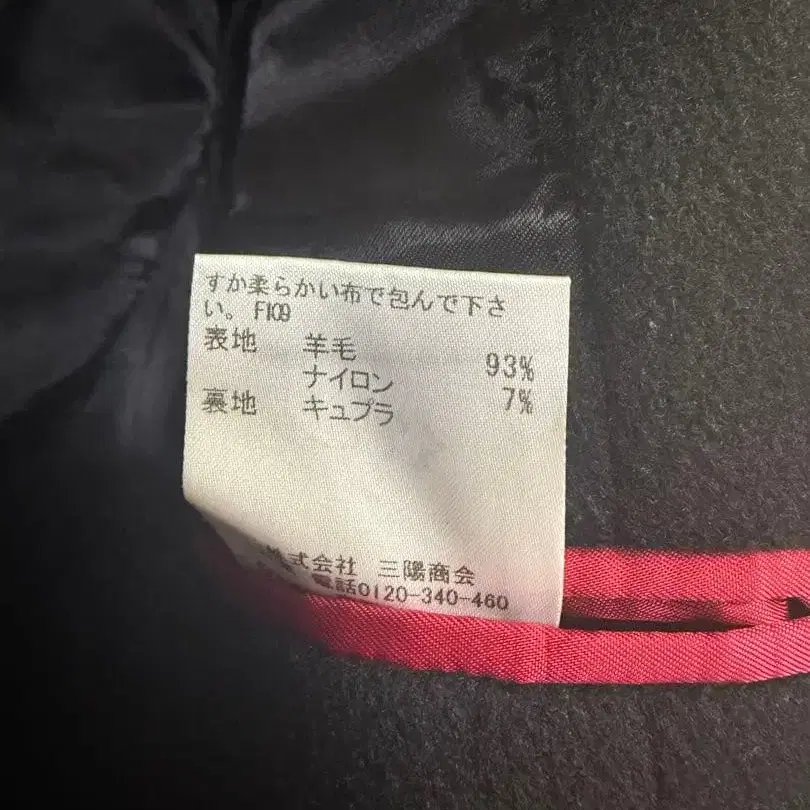 すか柔らかい布で包んで下さ
い。 F109
表地 羊毛 93%
ナイロン 7%
裏地 キュプラ
式会社 三陽商会
電話0120-340-460